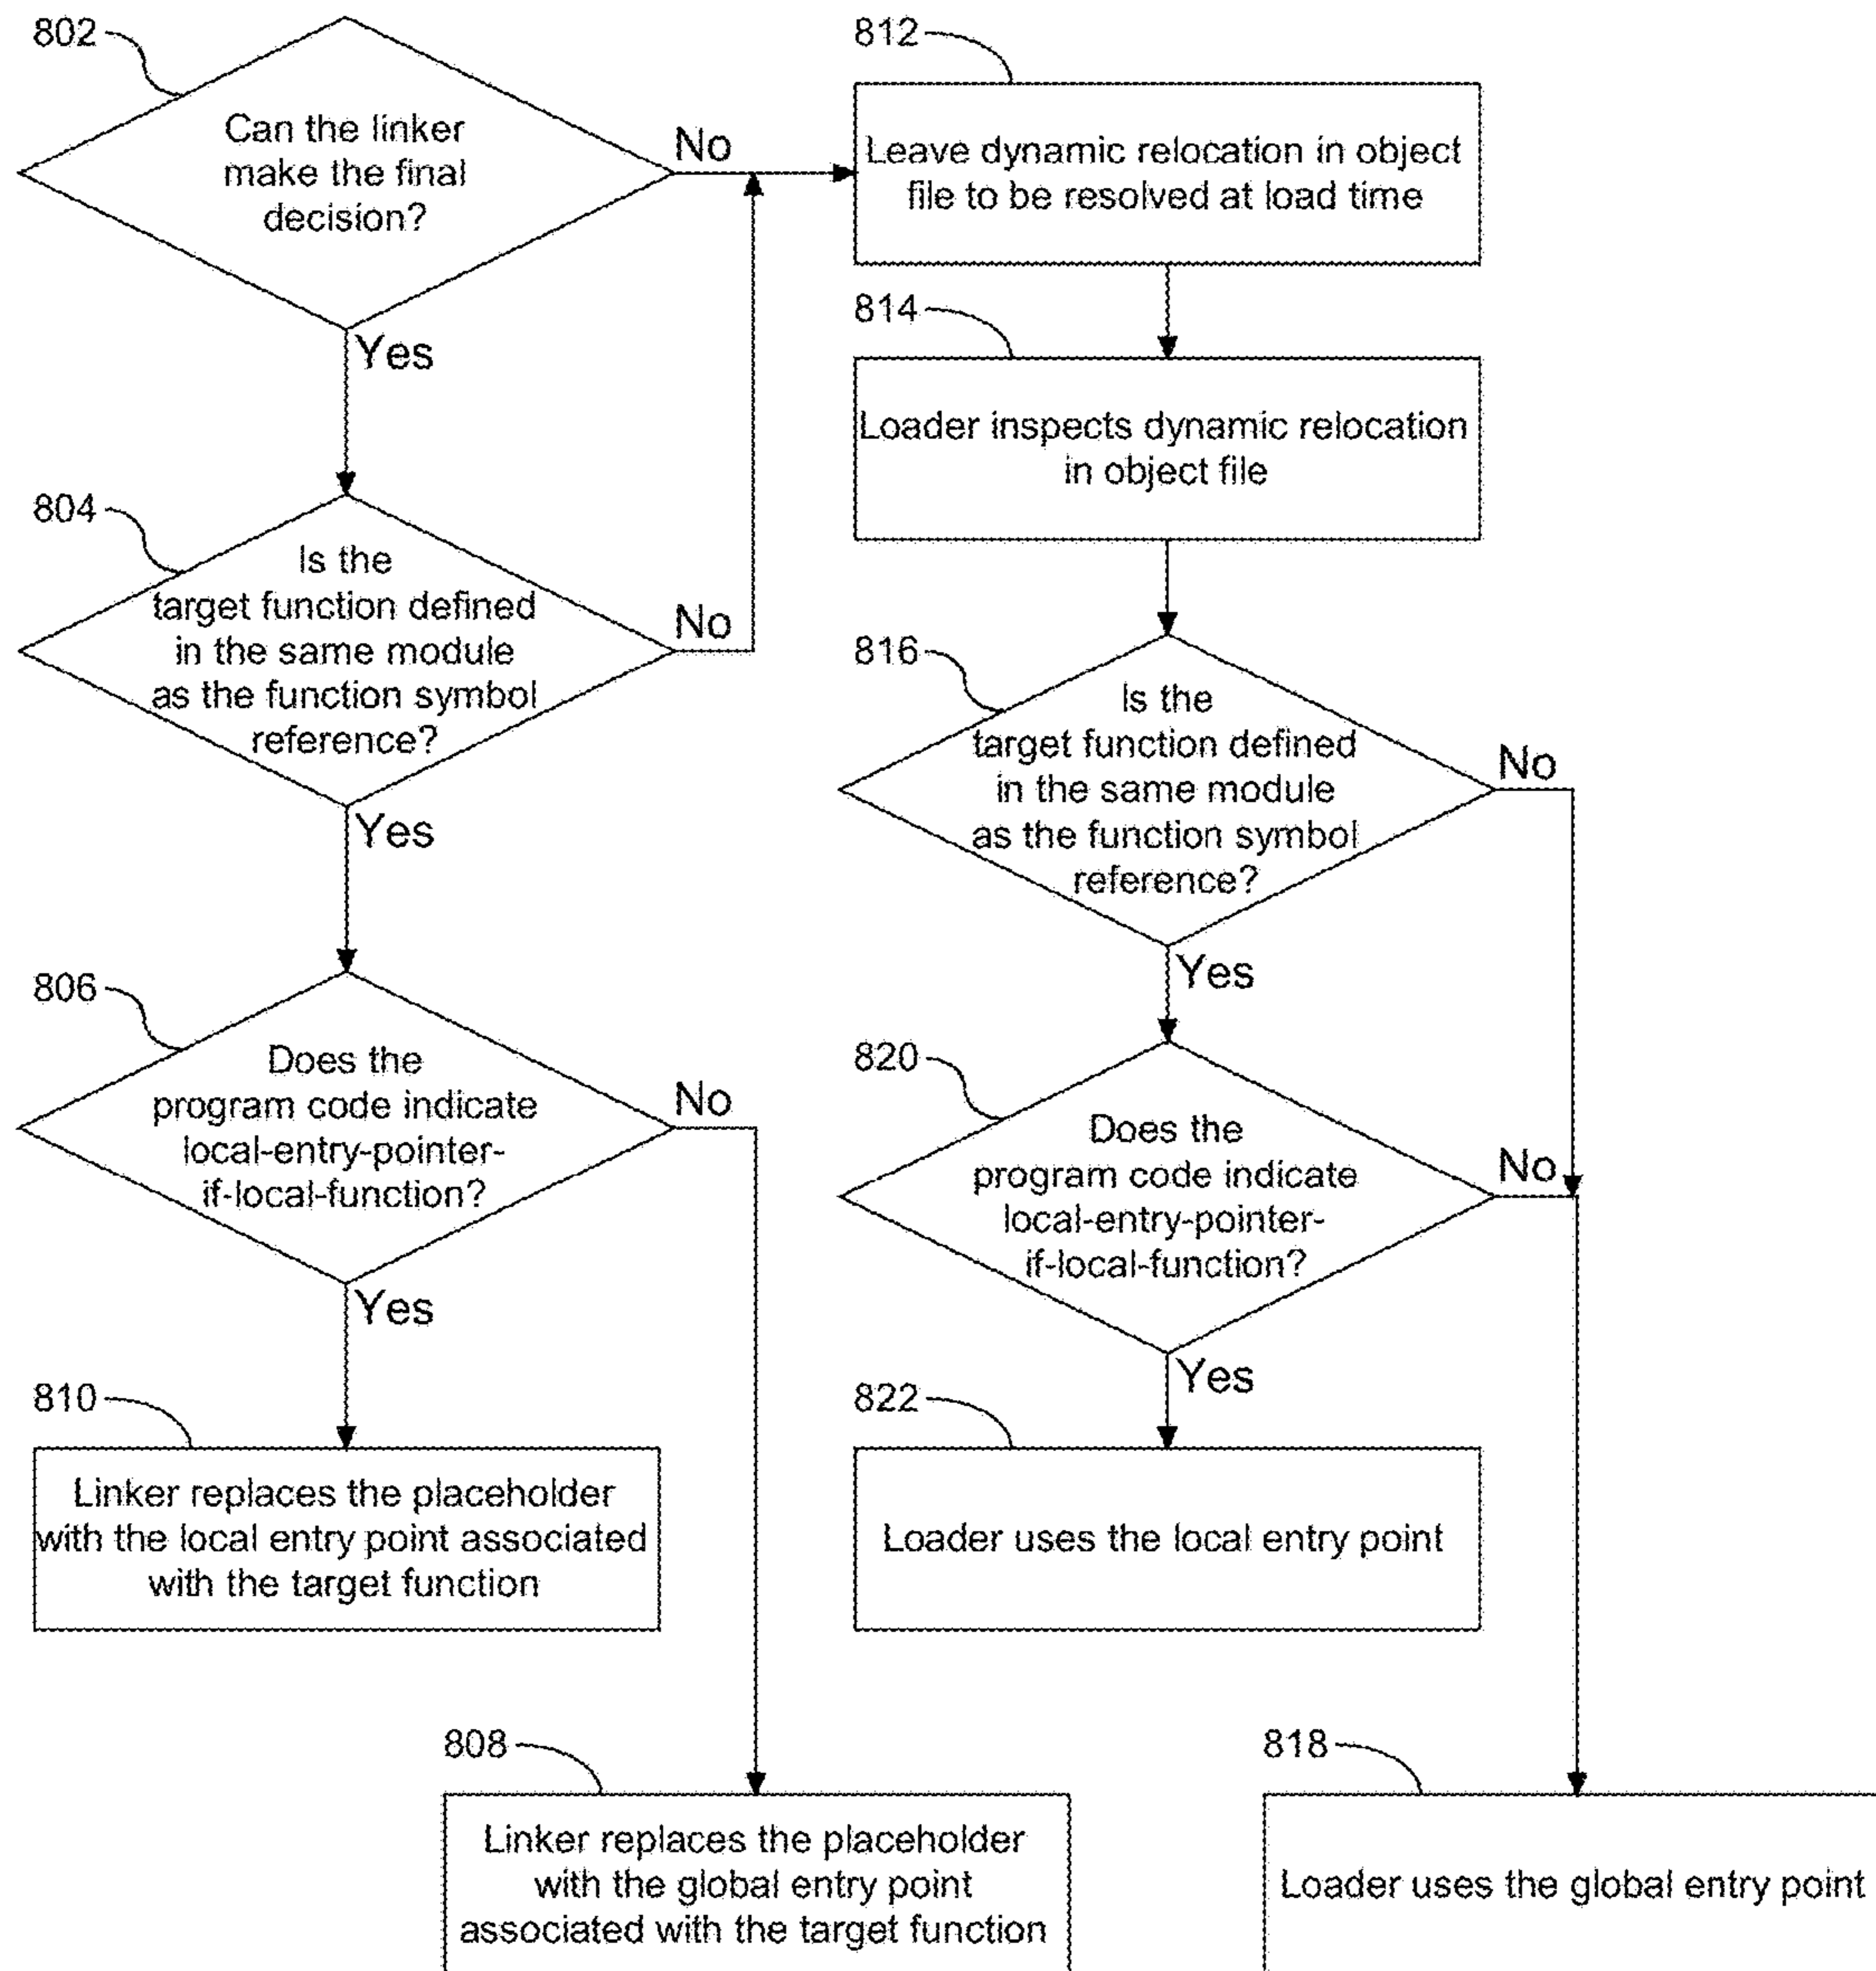 802
Can the linker
make the final
decision?
No
Yes
804
Is the
target function defined
in the same module
as the function symbol
reference?
No
Yes
806
Does the
program code indicate
local-entry-pointer-
if-local-function?
No
Yes
810
Linker replaces the placeholder
with the local entry point associated
with the target function
808
Linker replaces the placeholder
with the global entry point
associated with the target function
812
Leave dynamic relocation in object
file to be resolved at load time
814
Loader inspects dynamic relocation
in object file
816
Is the
target function defined
in the same module
as the function symbol
reference?
No
Yes
820
Does the
program code indicate
local-entry-pointer-
if-local-function?
No
Yes
822
Loader uses the local entry point
818
Loader uses the global entry point